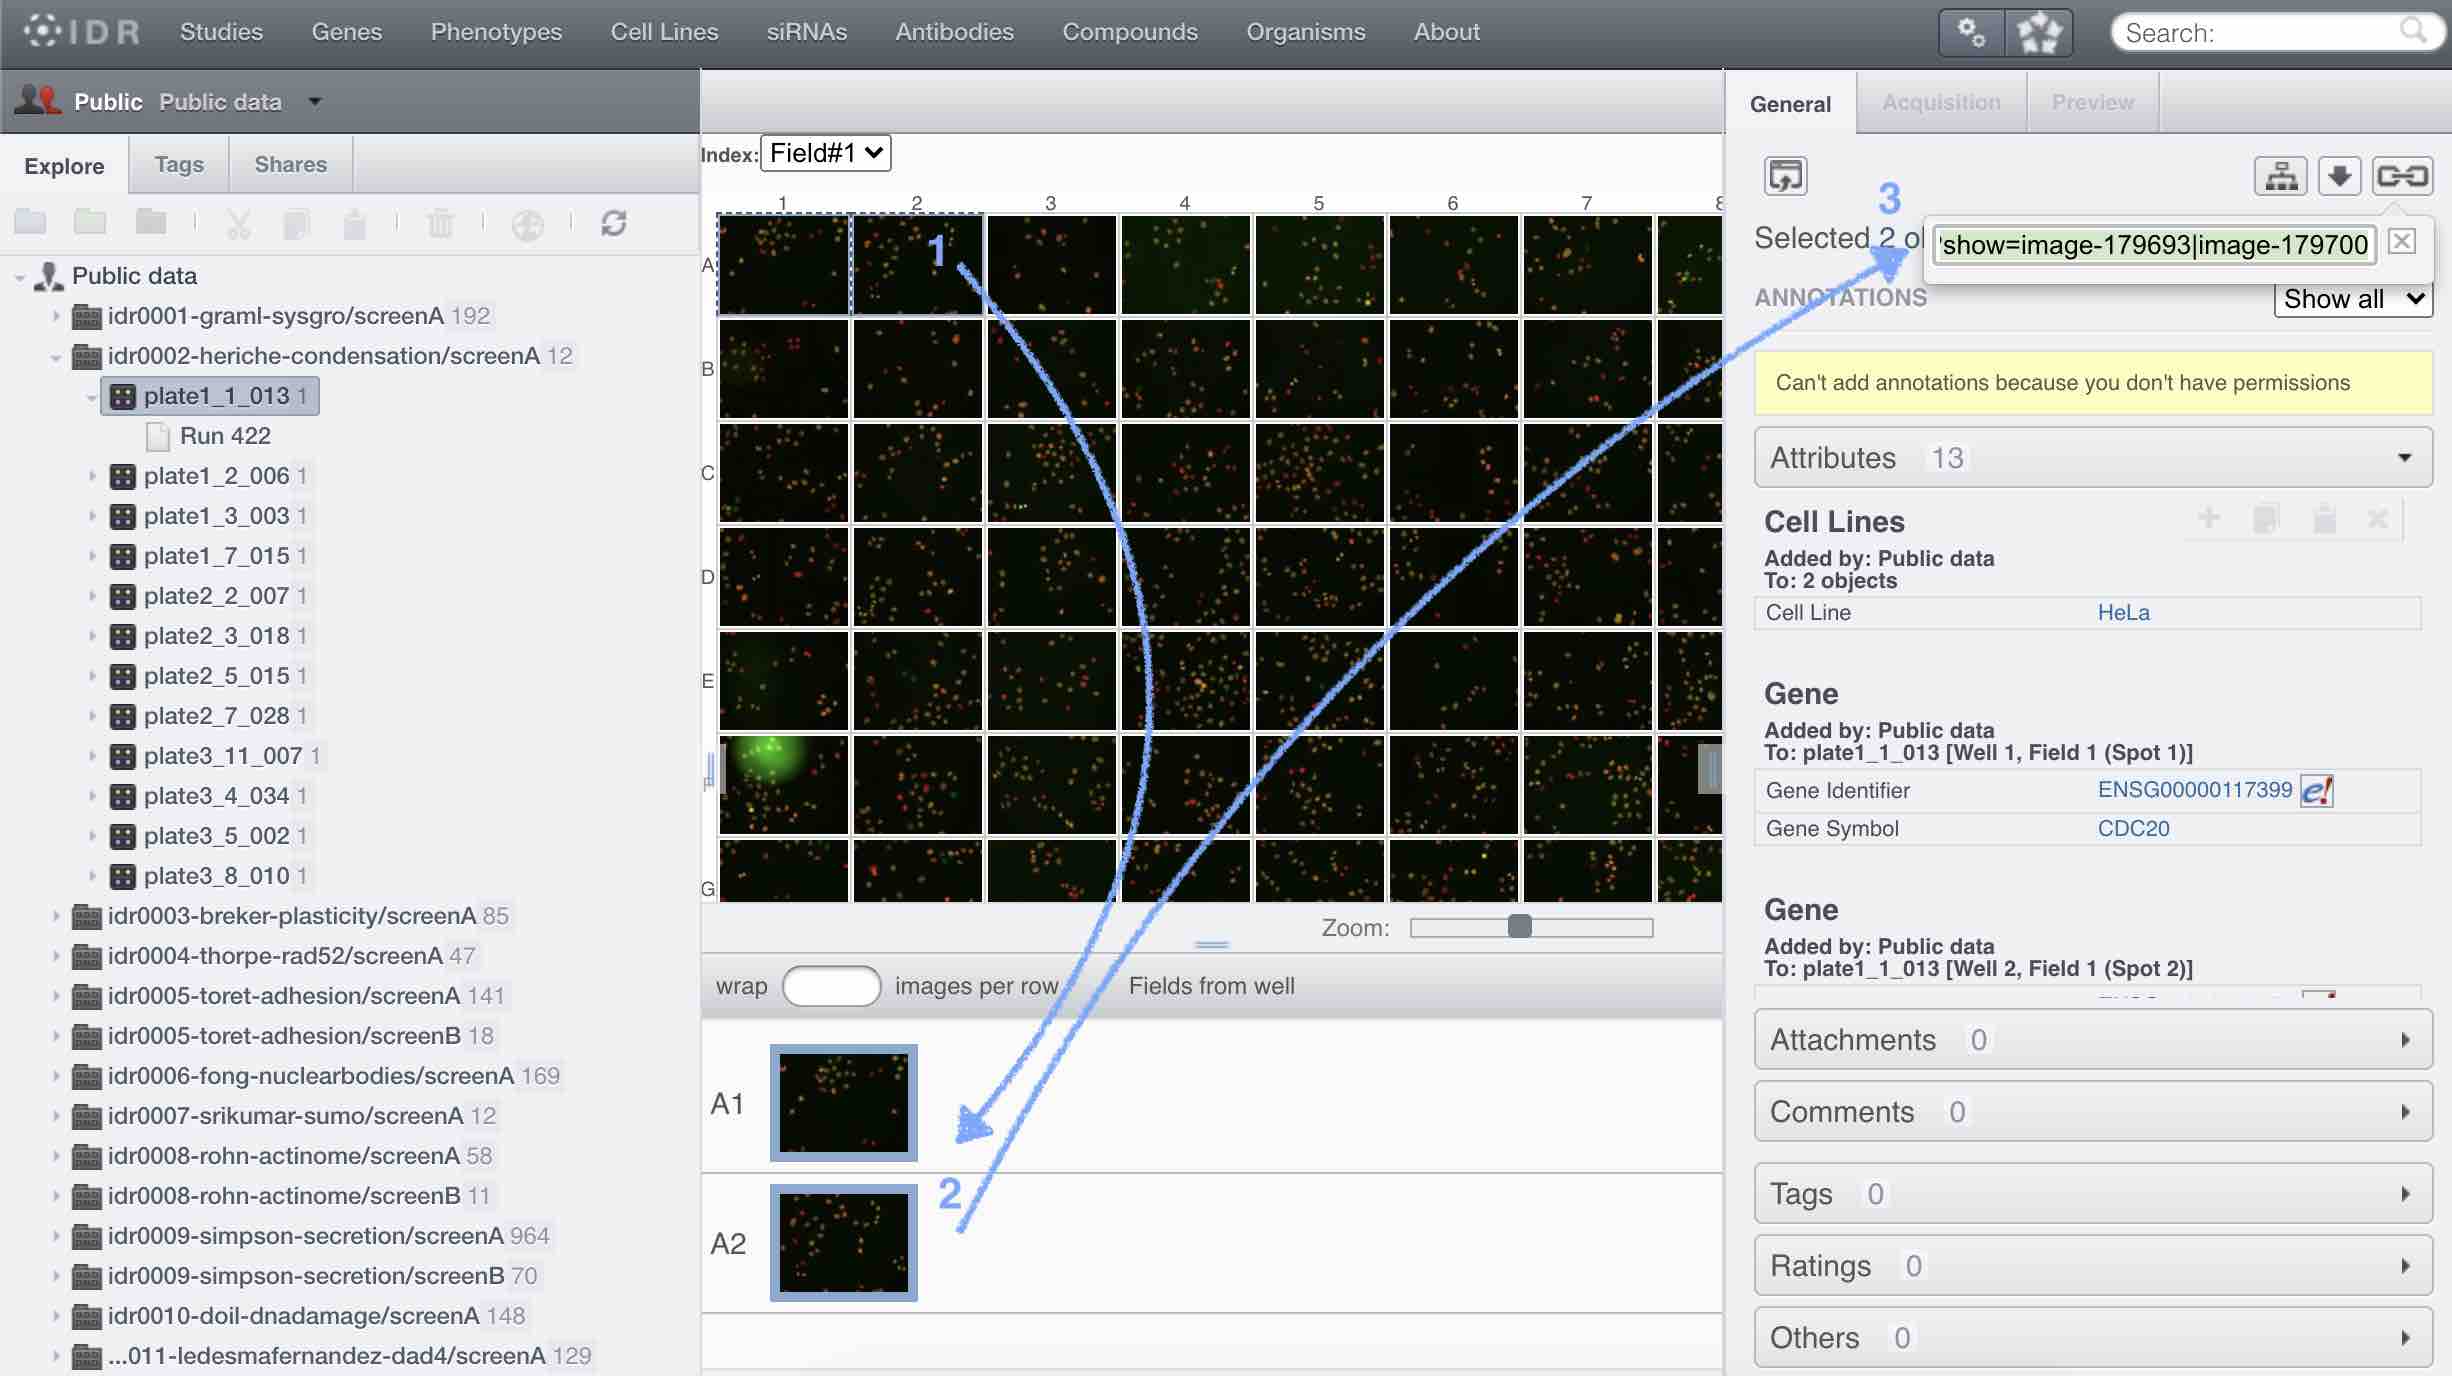 IDR Studies Genes Phenotypes Cell Lines siRNAs Antibodies Compounds Organisms About Search:
Public Public data
Explore Tags Shares
Public data
idr0001-graml-sysgro/screenA 192
idr0002-heriche-condensation/screenA 12
plate1_1_013 1
Run 422
plate1_2_006 1
plate1_3_003 1
plate1_7_015 1
plate2_2_007 1
plate2_3_018 1
plate2_5_015 1
plate2_7_028 1
plate3_11_007 1
plate3_4_034 1
plate3_5_002 1
plate3_8_010 1
idr0003-breker-plasticity/screenA 85
idr0004-thorpe-rad52/screenA 47
idr0005-toret-adhesion/screenA 141
idr0005-toret-adhesion/screenB 18
idr0006-fong-nuclearbodies/screenA 169
idr0007-srikumar-sumo/screenA 12
idr0008-rohn-actinome/screenA 58
idr0008-rohn-actinome/screenB 11
idr0009-simpson-secretion/screenA 964
idr0009-simpson-secretion/screenB 70
idr0010-doil-dnadamage/screenA 148
...011-ledesmafernandez-dad4/screenA 129
Index: Field#1
1 2 3 4 5 6 7 8
A
1
B
C
D
E
G
Zoom:
wrap images per row Fields from well
A1
2
A2
General Acquisition Preview
3
Selected 2 ol
?show=image-179693|image-179700
ANNOTATIONS
Show all
Can't add annotations because you don't have permissions
Attributes 13
Cell Lines
Added by: Public data
To: 2 objects
Cell Line HeLa
Gene
Added by: Public data
To: plate1_1_013 [Well 1, Field 1 (Spot 1)]
Gene Identifier ENSG00000117399
Gene Symbol CDC20
Gene
Added by: Public data
To: plate1_1_013 [Well 2, Field 1 (Spot 2)]
Attachments 0
Comments 0
Tags 0
Ratings 0
Others 0